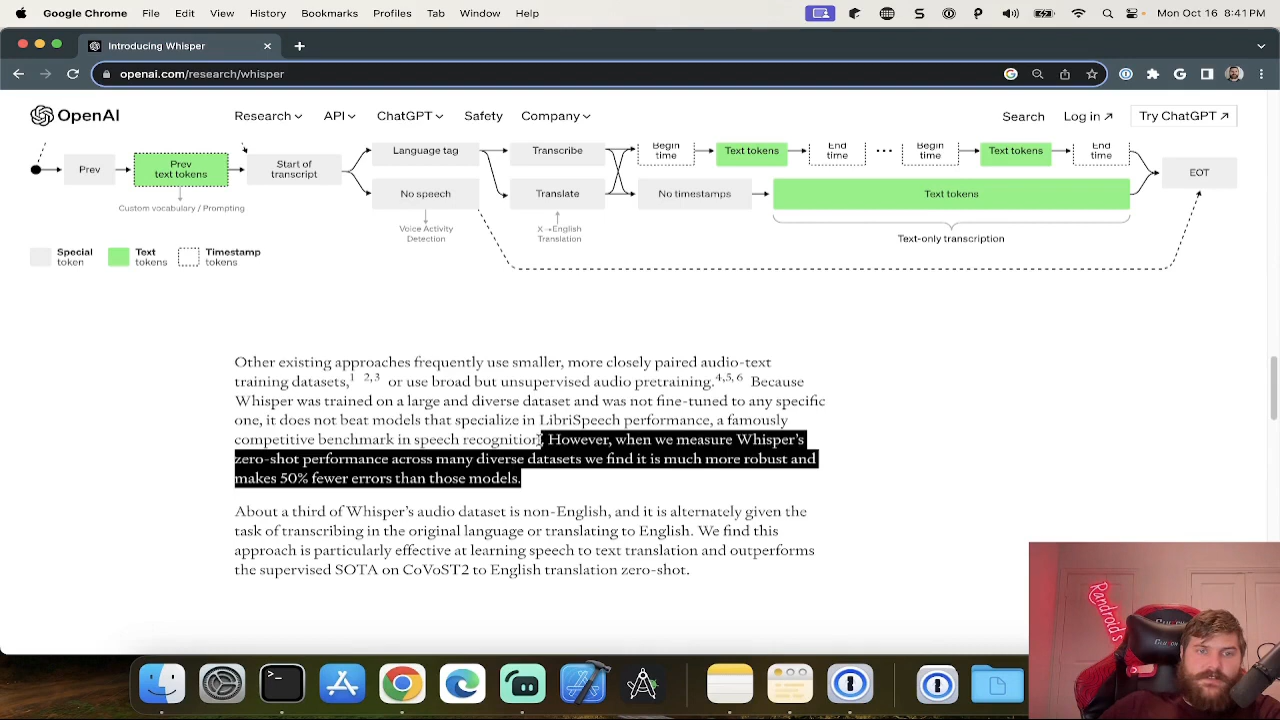 Google Chrome File Edit View History Bookmarks Profiles Tab Window Help Mon Oct 16 8:41 PM
Introducing Whisper
openai.com/research/whisper
OpenAI Research API ChatGPT Safety Company Search Log in ↗ Try ChatGPT ↗
Prev
Prev
text tokens
Start of
transcript
Language tag
No speech
Transcribe
Translate
Begin
time
Text tokens
End
time
...
Begin
time
Text tokens
End
time
No timestamps
Text tokens
EOT
Custom vocabulary / Prompting
Voice Activity
Detection
X→English
Translation
Text-only transcription
Special
token
Text
tokens
Timestamp
tokens
Other existing approaches frequently use smaller, more closely paired audio-text
training datasets,1 2,3 or use broad but unsupervised audio pretraining.4,5,6 Because
Whisper was trained on a large and diverse dataset and was not fine-tuned to any specific
one, it does not beat models that specialize in LibriSpeech performance, a famously
competitive benchmark in speech recognition. However, when we measure Whisper's
zero-shot performance across many diverse datasets we find it is much more robust and
makes 50% fewer errors than those models.
About a third of Whisper's audio dataset is non-English, and it is alternately given the
task of transcribing in the original language or translating to English. We find this
approach is particularly effective at learning speech to text translation and outperforms
the supervised SOTA on CoVoST2 to English translation zero-shot.
Randroid's